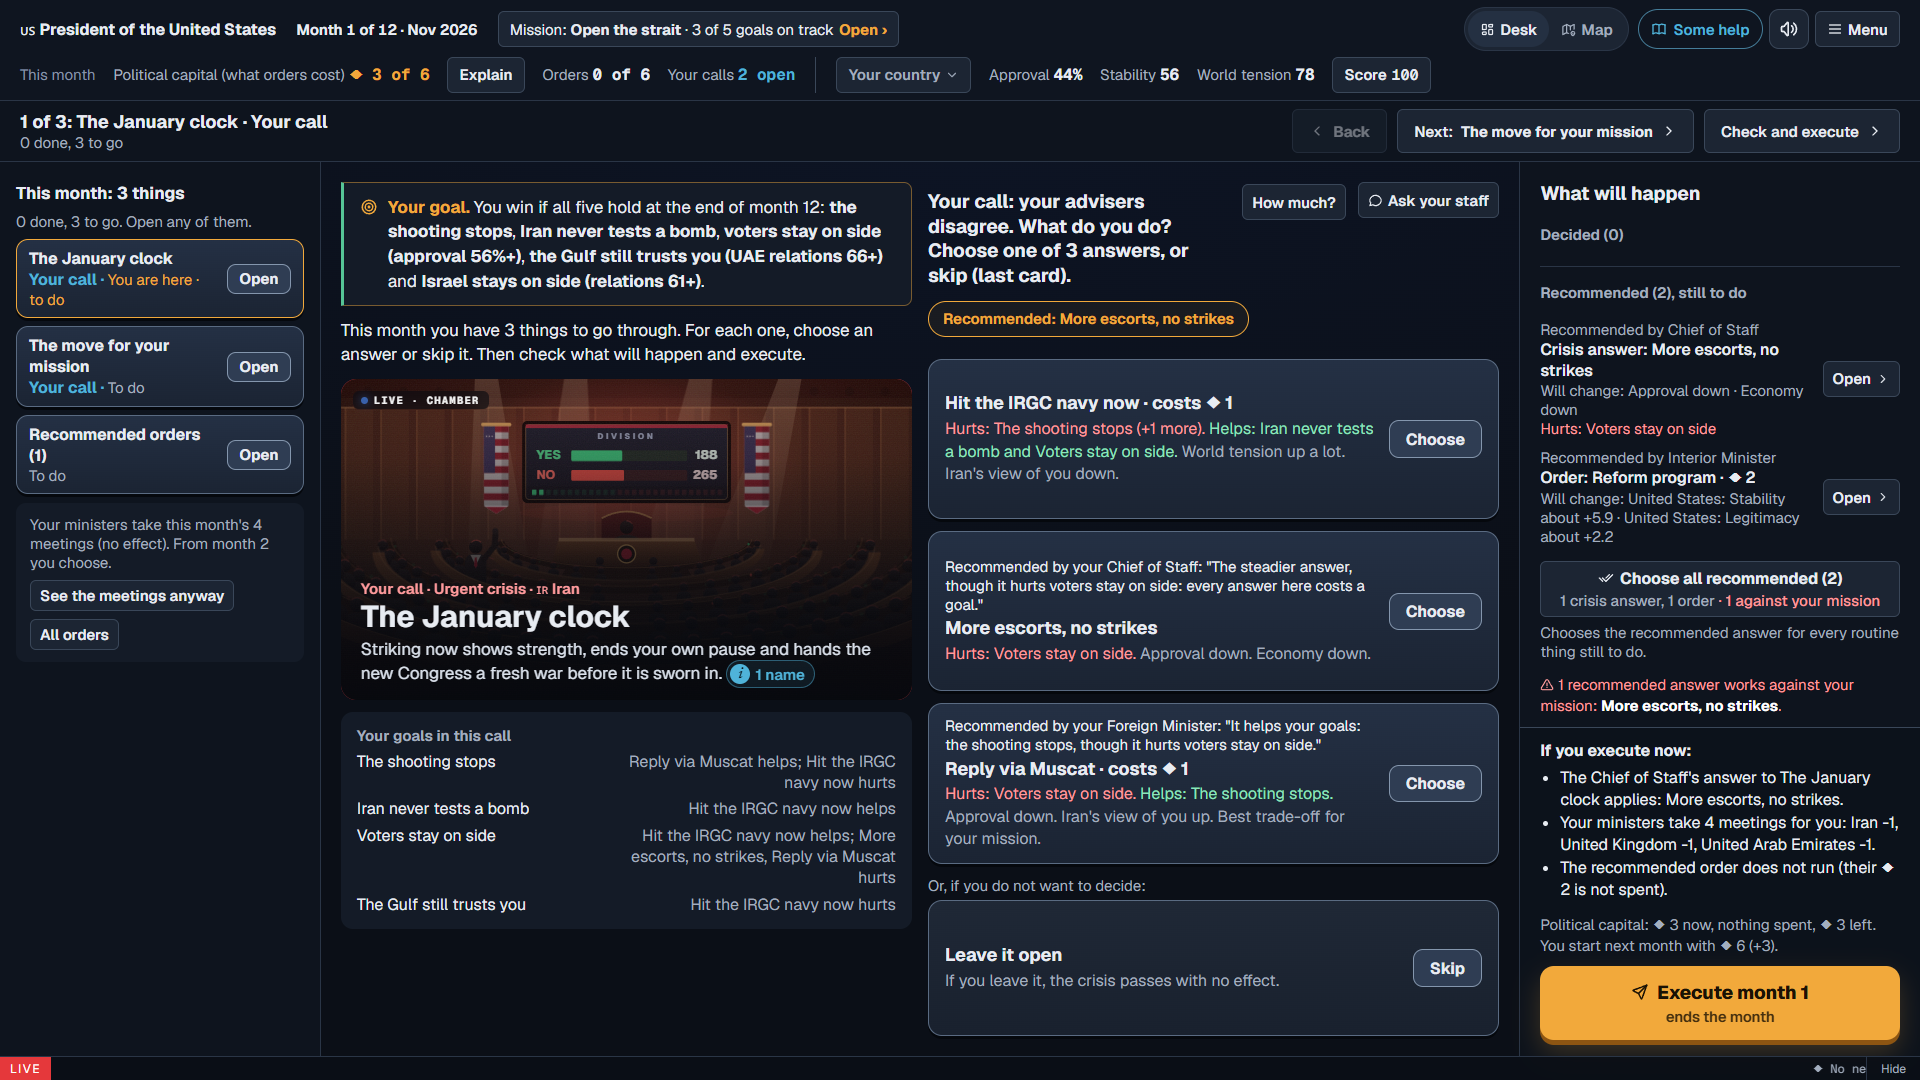 US President of the United States
Month 1 of 12 · Nov 2026
Mission: Open the strait · 3 of 5 goals on track Open ›
Desk
Map
Some help
Menu
This month
Political capital (what orders cost) ◆ 3 of 6
Explain
Orders 0 of 6
Your calls 2 open
Your country
Approval 44%
Stability 56
World tension 78
Score 100
1 of 3: The January clock · Your call
0 done, 3 to go
Back
Next: The move for your mission
Check and execute
This month: 3 things
0 done, 3 to go. Open any of them.
The January clock
Your call · You are here ·
to do
Open
The move for your
mission
Your call · To do
Open
Recommended orders
(1)
To do
Open
Your ministers take this month's 4
meetings (no effect). From month 2
you choose.
See the meetings anyway
All orders
Your goal. You win if all five hold at the end of month 12: the
shooting stops, Iran never tests a bomb, voters stay on side
(approval 56%+), the Gulf still trusts you (UAE relations 66+)
and Israel stays on side (relations 61+).
This month you have 3 things to go through. For each one, choose an
answer or skip it. Then check what will happen and execute.
LIVE · CHAMBER
DIVISION
YES 188
NO 265
Your call · Urgent crisis · IR Iran
The January clock
Striking now shows strength, ends your own pause and hands the
new Congress a fresh war before it is sworn in. i 1 name
Your goals in this call
The shooting stops
Reply via Muscat helps; Hit the IRGC
navy now hurts
Iran never tests a bomb
Hit the IRGC navy now helps
Voters stay on side
Hit the IRGC navy now helps; More
escorts, no strikes, Reply via Muscat
hurts
The Gulf still trusts you
Hit the IRGC navy now hurts
Your call: your advisers
disagree. What do you do?
Choose one of 3 answers, or
skip (last card).
How much?
Ask your staff
Recommended: More escorts, no strikes
Hit the IRGC navy now · costs ◆ 1
Hurts: The shooting stops (+1 more). Helps: Iran never tests
a bomb and Voters stay on side. World tension up a lot.
Iran's view of you down.
Choose
Recommended by your Chief of Staff: "The steadier answer,
though it hurts voters stay on side: every answer here costs a
goal."
More escorts, no strikes
Hurts: Voters stay on side. Approval down. Economy down.
Choose
Recommended by your Foreign Minister: "It helps your goals:
the shooting stops, though it hurts voters stay on side."
Reply via Muscat · costs ◆ 1
Hurts: Voters stay on side. Helps: The shooting stops.
Approval down. Iran's view of you up. Best trade-off for
your mission.
Choose
Or, if you do not want to decide:
Leave it open
If you leave it, the crisis passes with no effect.
Skip
What will happen
Decided (0)
Recommended (2), still to do
Recommended by Chief of Staff
Crisis answer: More escorts, no
strikes
Will change: Approval down · Economy
down
Hurts: Voters stay on side
Open
Recommended by Interior Minister
Order: Reform program · ◆ 2
Will change: United States: Stability
about +5.9 · United States: Legitimacy
about +2.2
Open
Choose all recommended (2)
1 crisis answer, 1 order · 1 against your mission
Chooses the recommended answer for every routine
thing still to do.
1 recommended answer works against your
mission: More escorts, no strikes.
If you execute now:
• The Chief of Staff's answer to The January
clock applies: More escorts, no strikes.
• Your ministers take 4 meetings for you: Iran -1,
United Kingdom -1, United Arab Emirates -1.
• The recommended order does not run (their ◆
2 is not spent).
Political capital: ◆ 3 now, nothing spent, ◆ 3 left.
You start next month with ◆ 6 (+3).
Execute month 1
ends the month
LIVE
◆ No ne
Hide